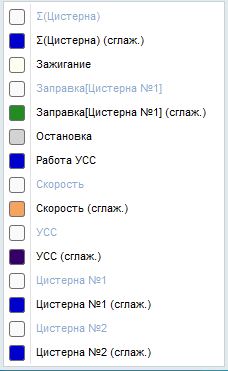 Σ(Цистерна)
Σ(Цистерна) (сглаж.)
Зажигание
Заправка[Цистерна №1]
Заправка[Цистерна №1] (сглаж.)
Остановка
Работа УСС
Скорость
Скорость (сглаж.)
УСС
УСС (сглаж.)
Цистерна №1
Цистерна №1 (сглаж.)
Цистерна №2
Цистерна №2 (сглаж.)